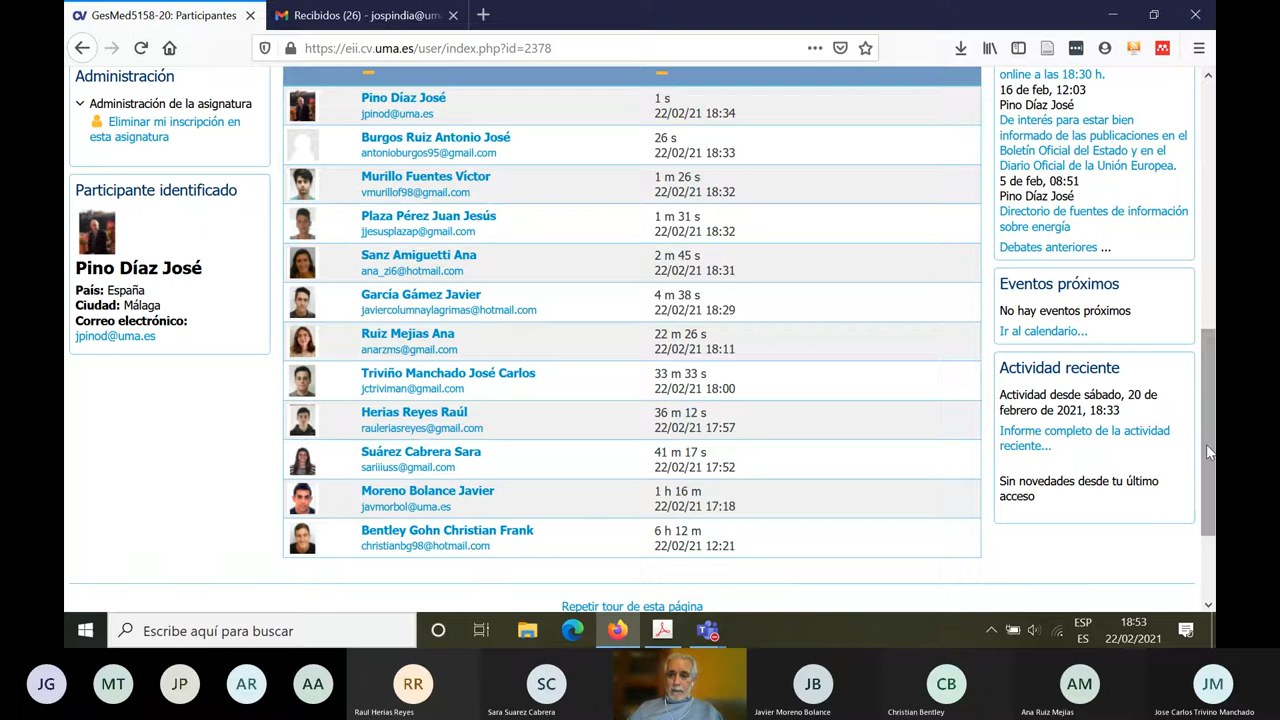 GesMed5158-20: Participantes
Recibidos (26) - jospindia@uma
https://eii.cv.uma.es/user/index.php?id=2378
Administración
Administración de la asignatura
Eliminar mi inscripción en
esta asignatura
Participante identificado
Pino Díaz José
País: España
Ciudad: Málaga
Correo electrónico:
jpinod@uma.es
Pino Díaz José
jpinod@uma.es
1 s
22/02/21 18:34
Burgos Ruiz Antonio José
antonioburgos95@gmail.com
26 s
22/02/21 18:33
Murillo Fuentes Víctor
vmurillof98@gmail.com
1 m 26 s
22/02/21 18:32
Plaza Pérez Juan Jesús
jjesusplazap@gmail.com
1 m 31 s
22/02/21 18:32
Sanz Amiguetti Ana
ana_zi6@hotmail.com
2 m 45 s
22/02/21 18:31
García Gámez Javier
javiercolumnaylagrimas@hotmail.com
4 m 38 s
22/02/21 18:29
Ruiz Mejias Ana
anarzms@gmail.com
22 m 26 s
22/02/21 18:11
Triviño Manchado José Carlos
jctriviman@gmail.com
33 m 33 s
22/02/21 18:00
Herias Reyes Raúl
rauleriasreyes@gmail.com
36 m 12 s
22/02/21 17:57
Suárez Cabrera Sara
sariiiuss@gmail.com
41 m 17 s
22/02/21 17:52
Moreno Bolance Javier
javmorbol@uma.es
1 h 16 m
22/02/21 17:18
Bentley Gohn Christian Frank
christianbg98@hotmail.com
6 h 12 m
22/02/21 12:21
Repetir tour de esta página
online a las 18:30 h.
16 de feb, 12:03
Pino Díaz José
De interés para estar bien
informado de las publicaciones en el
Boletín Oficial del Estado y en el
Diario Oficial de la Unión Europea.
5 de feb, 08:51
Pino Díaz José
Directorio de fuentes de información
sobre energía
Debates anteriores ...
Eventos próximos
No hay eventos próximos
Ir al calendario...
Actividad reciente
Actividad desde sábado, 20 de
febrero de 2021, 18:33
Informe completo de la actividad
reciente...
Sin novedades desde tu último
acceso
Escribe aquí para buscar
ESP
ES
18:53
22/02/2021
JG
MT
JP
AR
AA
RR
SC
JB
CB
AM
JM
Raul Herias Reyes
Sara Suarez Cabrera
Javier Moreno Bolance
Christian Bentley
Ana Ruiz Mejias
Jose Carlos Trivino Manchado